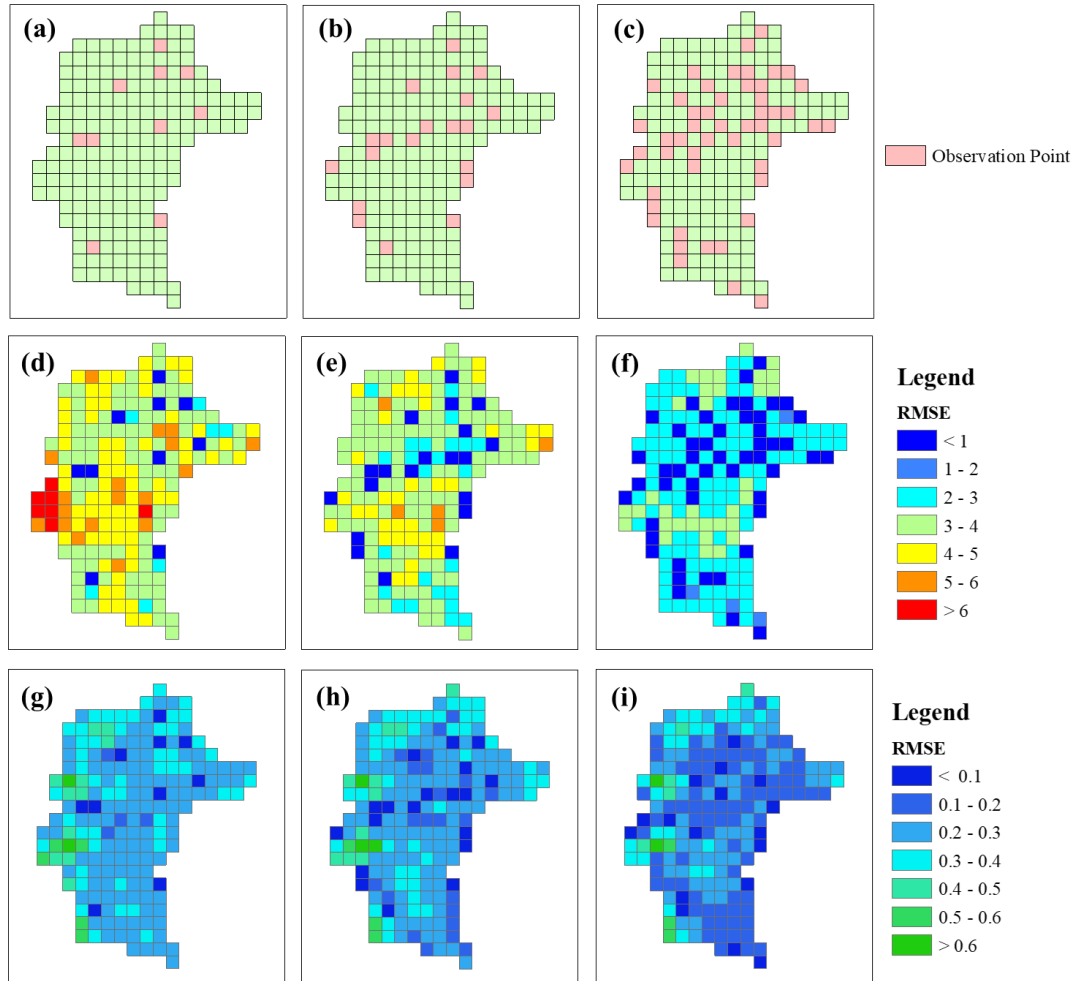 (a)
(b)
(c)
Observation Point
(d)
(e)
(f)
Legend
RMSE
< 1
1 - 2
2 - 3
3 - 4
4 - 5
5 - 6
> 6
(g)
(h)
(i)
Legend
RMSE
< 0.1
0.1 - 0.2
0.2 - 0.3
0.3 - 0.4
0.4 - 0.5
0.5 - 0.6
> 0.6